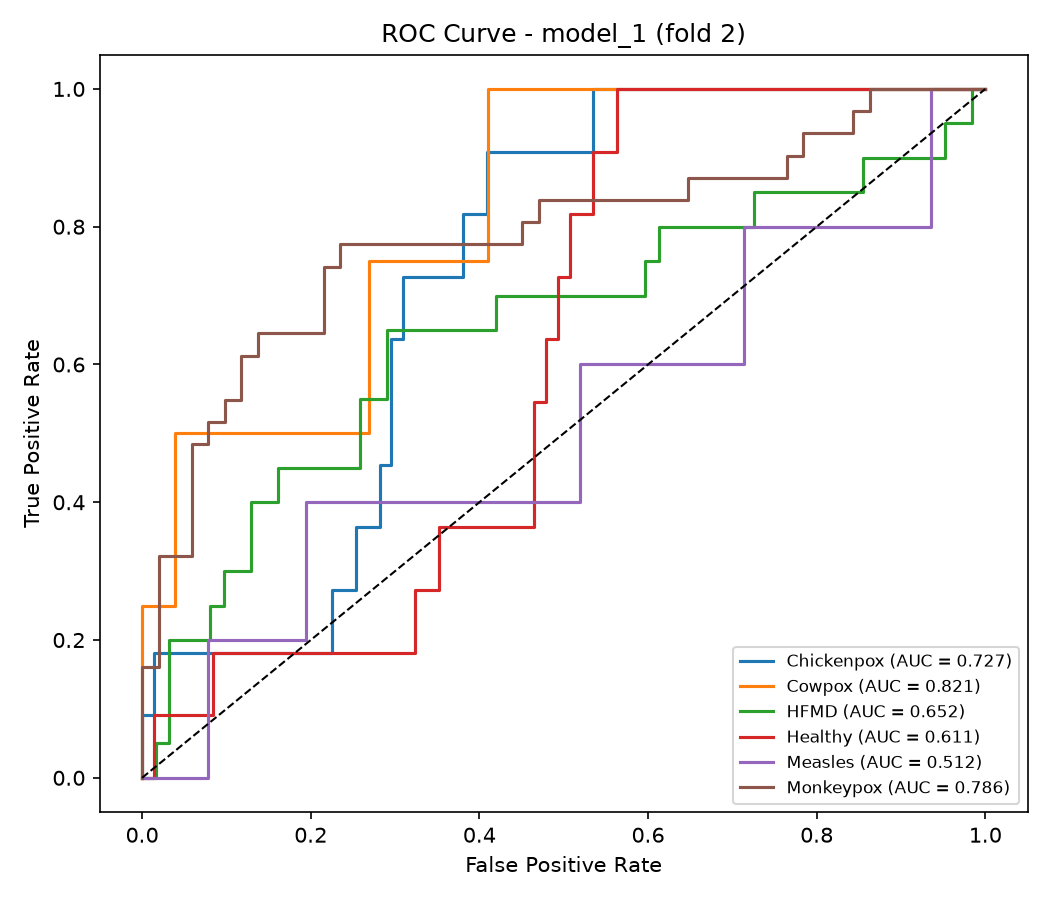 ROC Curve - model_1 (fold 2)
True Positive Rate
1.0
0.8
0.6
0.4
0.2
0.0
0.0 0.2 0.4 0.6 0.8 1.0
False Positive Rate
Chickenpox (AUC = 0.727)
Cowpox (AUC = 0.821)
HFMD (AUC = 0.652)
Healthy (AUC = 0.611)
Measles (AUC = 0.512)
Monkeypox (AUC = 0.786)